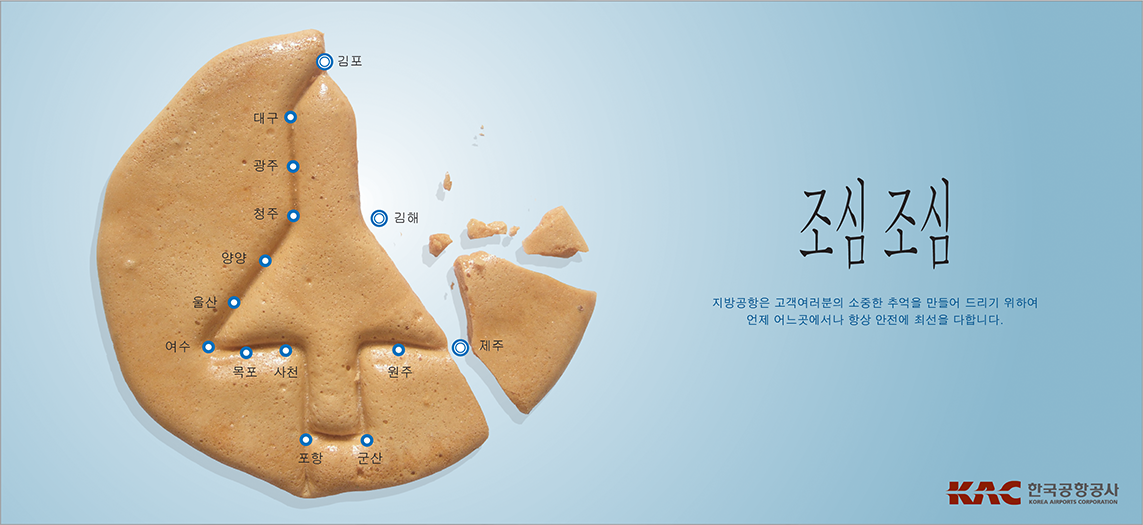 김포
대구
광주
청주
김해
양양
울산
여수
목포
사천
원주
제주
포항
군산
조심 조심
지방공항은 고객여러분의 소중한 추억을 만들어 드리기 위하여
언제 어느곳에서나 항상 안전에 최선을 다합니다.
KAC 한국공항공사
KOREA AIRPORTS CORPORATION